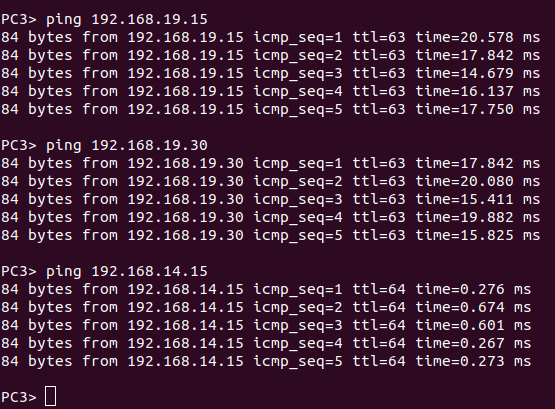 PC3> ping 192.168.19.15
84 bytes from 192.168.19.15 icmp_seq=1 ttl=63 time=20.578 ms
84 bytes from 192.168.19.15 icmp_seq=2 ttl=63 time=17.842 ms
84 bytes from 192.168.19.15 icmp_seq=3 ttl=63 time=14.679 ms
84 bytes from 192.168.19.15 icmp_seq=4 ttl=63 time=16.137 ms
84 bytes from 192.168.19.15 icmp_seq=5 ttl=63 time=17.750 ms
PC3> ping 192.168.19.30
84 bytes from 192.168.19.30 icmp_seq=1 ttl=63 time=17.842 ms
84 bytes from 192.168.19.30 icmp_seq=2 ttl=63 time=20.080 ms
84 bytes from 192.168.19.30 icmp_seq=3 ttl=63 time=15.411 ms
84 bytes from 192.168.19.30 icmp_seq=4 ttl=63 time=19.882 ms
84 bytes from 192.168.19.30 icmp_seq=5 ttl=63 time=15.825 ms
PC3> ping 192.168.14.15
84 bytes from 192.168.14.15 icmp_seq=1 ttl=64 time=0.276 ms
84 bytes from 192.168.14.15 icmp_seq=2 ttl=64 time=0.674 ms
84 bytes from 192.168.14.15 icmp_seq=3 ttl=64 time=0.601 ms
84 bytes from 192.168.14.15 icmp_seq=4 ttl=64 time=0.267 ms
84 bytes from 192.168.14.15 icmp_seq=5 ttl=64 time=0.273 ms
PC3>